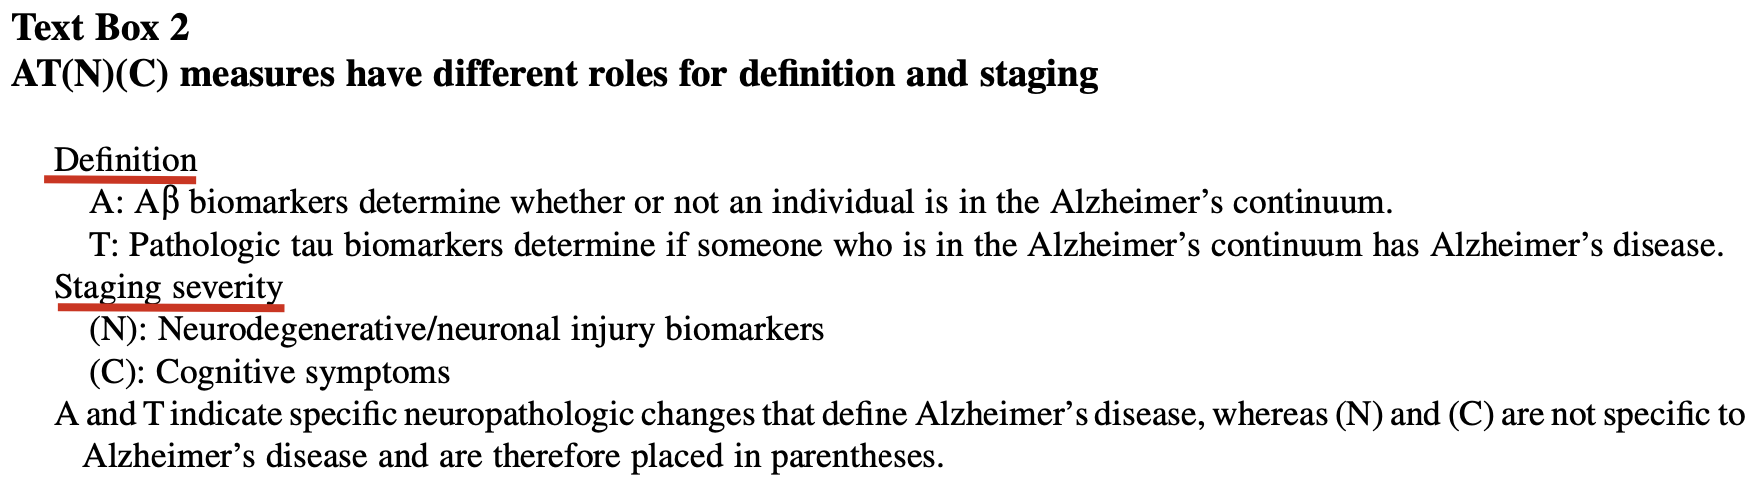 Text Box 2
AT(N)(C) measures have different roles for definition and staging
Definition
A: Aβ biomarkers determine whether or not an individual is in the Alzheimer’s continuum.
T: Pathologic tau biomarkers determine if someone who is in the Alzheimer’s continuum has Alzheimer’s disease.
Staging severity
(N): Neurodegenerative/neuronal injury biomarkers
(C): Cognitive symptoms
A and T indicate specific neuropathologic changes that define Alzheimer’s disease, whereas (N) and (C) are not specific to
Alzheimer’s disease and are therefore placed in parentheses.